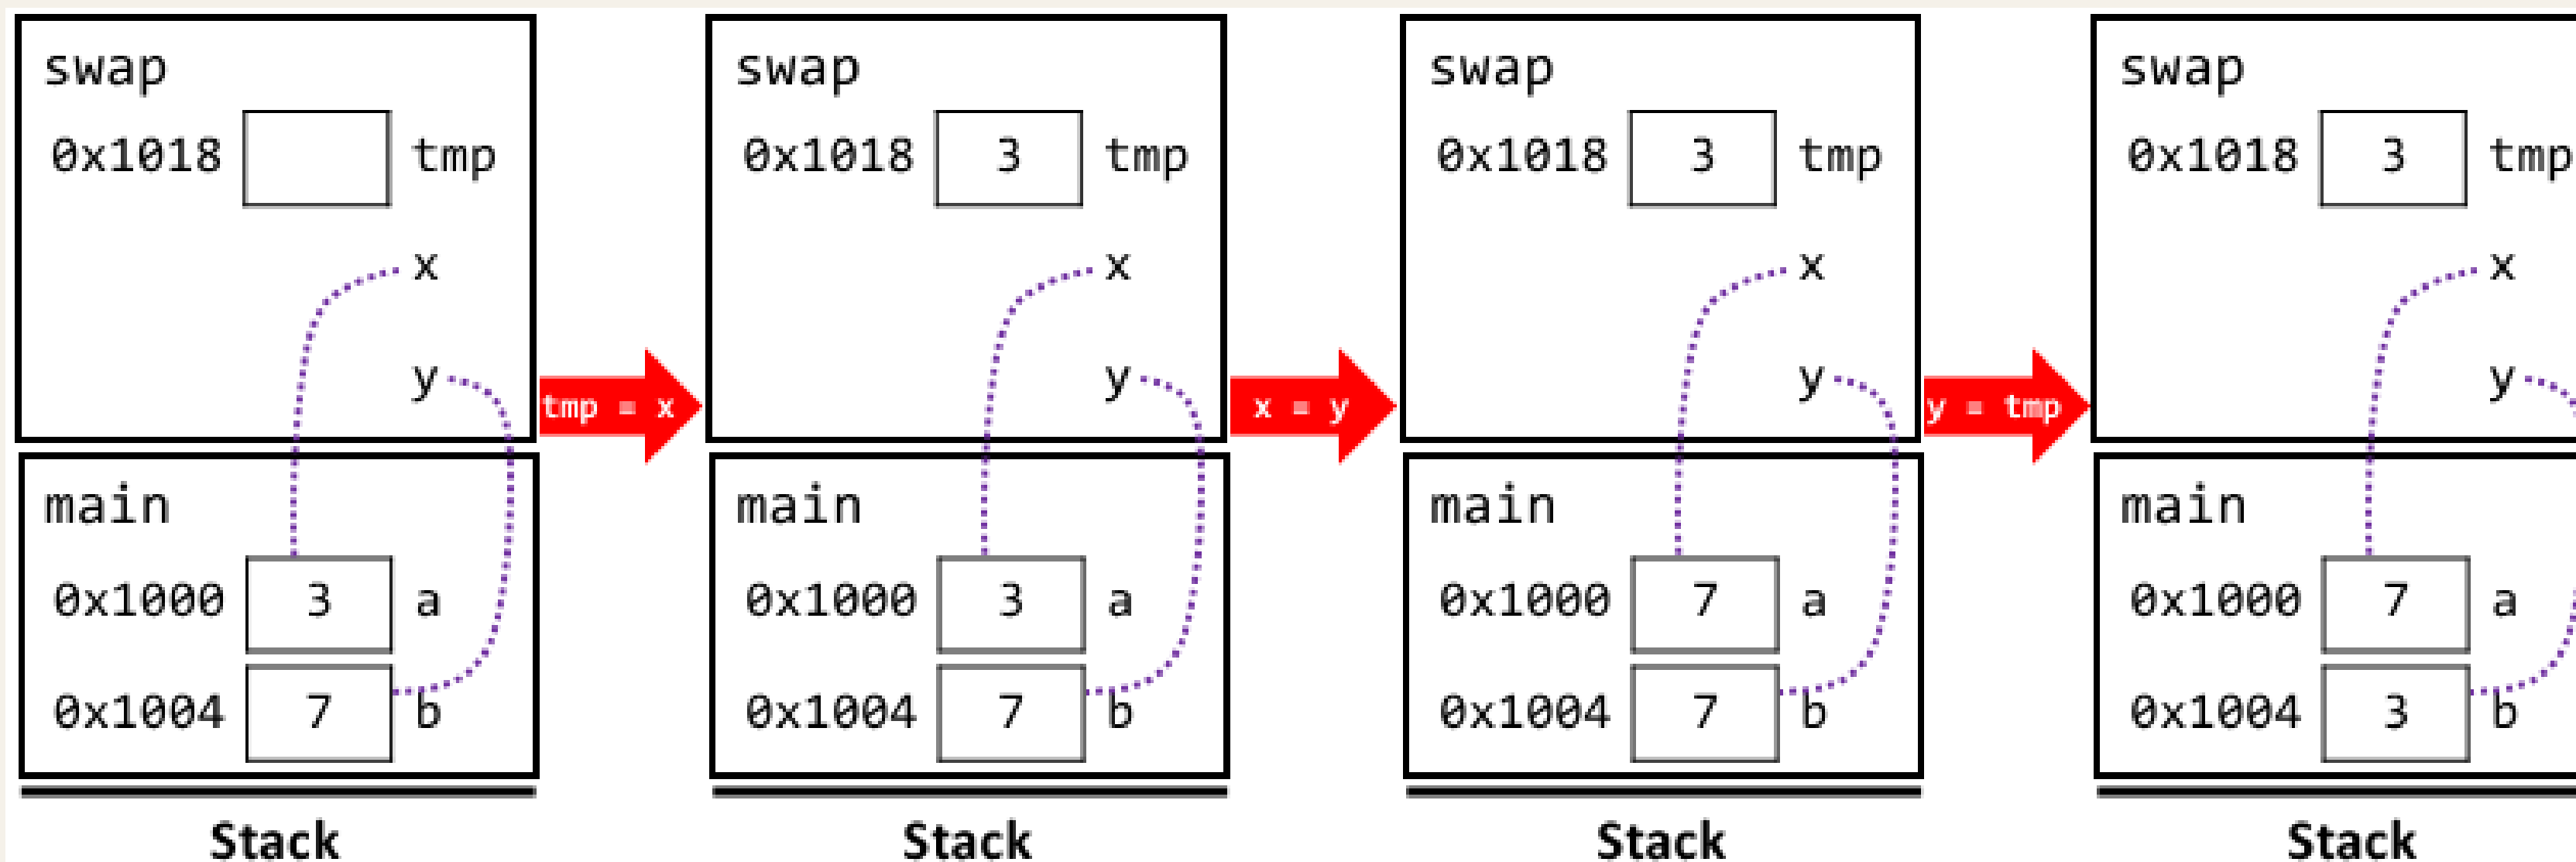 swap
0x1018 tmp
x
y
main
0x1000 3 a
0x1004 7 b
Stack
tmp = x
swap
0x1018 3 tmp
x
y
main
0x1000 3 a
0x1004 7 b
Stack
x = y
swap
0x1018 3 tmp
x
y
main
0x1000 7 a
0x1004 7 b
Stack
y = tmp
swap
0x1018 3 tmp
x
y
main
0x1000 7 a
0x1004 3 b
Stack